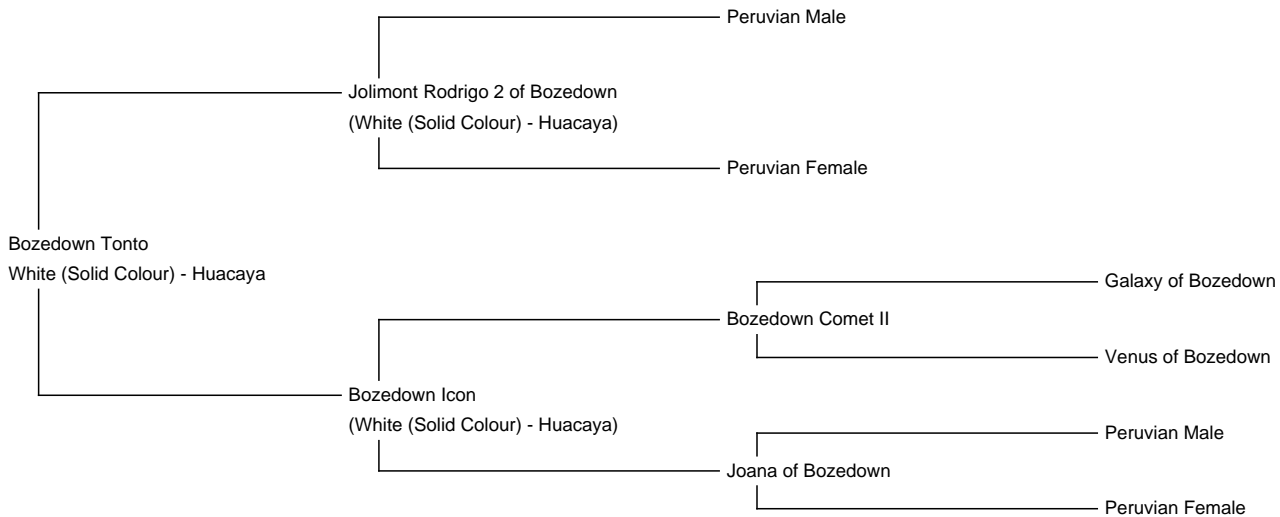 Peruvian Male
Jolimont Rodrigo 2 of Bozedown
(White (Solid Colour) - Huacaya)
Peruvian Female
Bozedown Tonto
White (Solid Colour) - Huacaya
Galaxy of Bozedown
Bozedown Comet II
Venus of Bozedown
Bozedown Icon
(White (Solid Colour) - Huacaya)
Peruvian Male
Joana of Bozedown
Peruvian Female